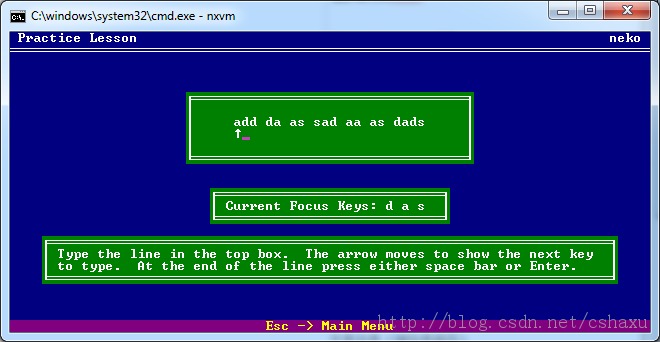 C:\windows\system32\cmd.exe - nxvm
Practice Lesson neko
add da as sad aa as dads
↑_
Current Focus Keys: d a s
Type the line in the top box.  The arrow moves to show the next key
to type.  At the end of the line press either space bar or Enter.
Esc -> Main Menu
http://blog.csdn.net/cshaxu